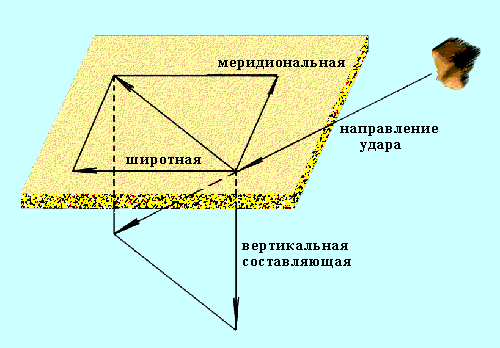 меридиональная
направление
удара
широтная
вертикальная
составляющая